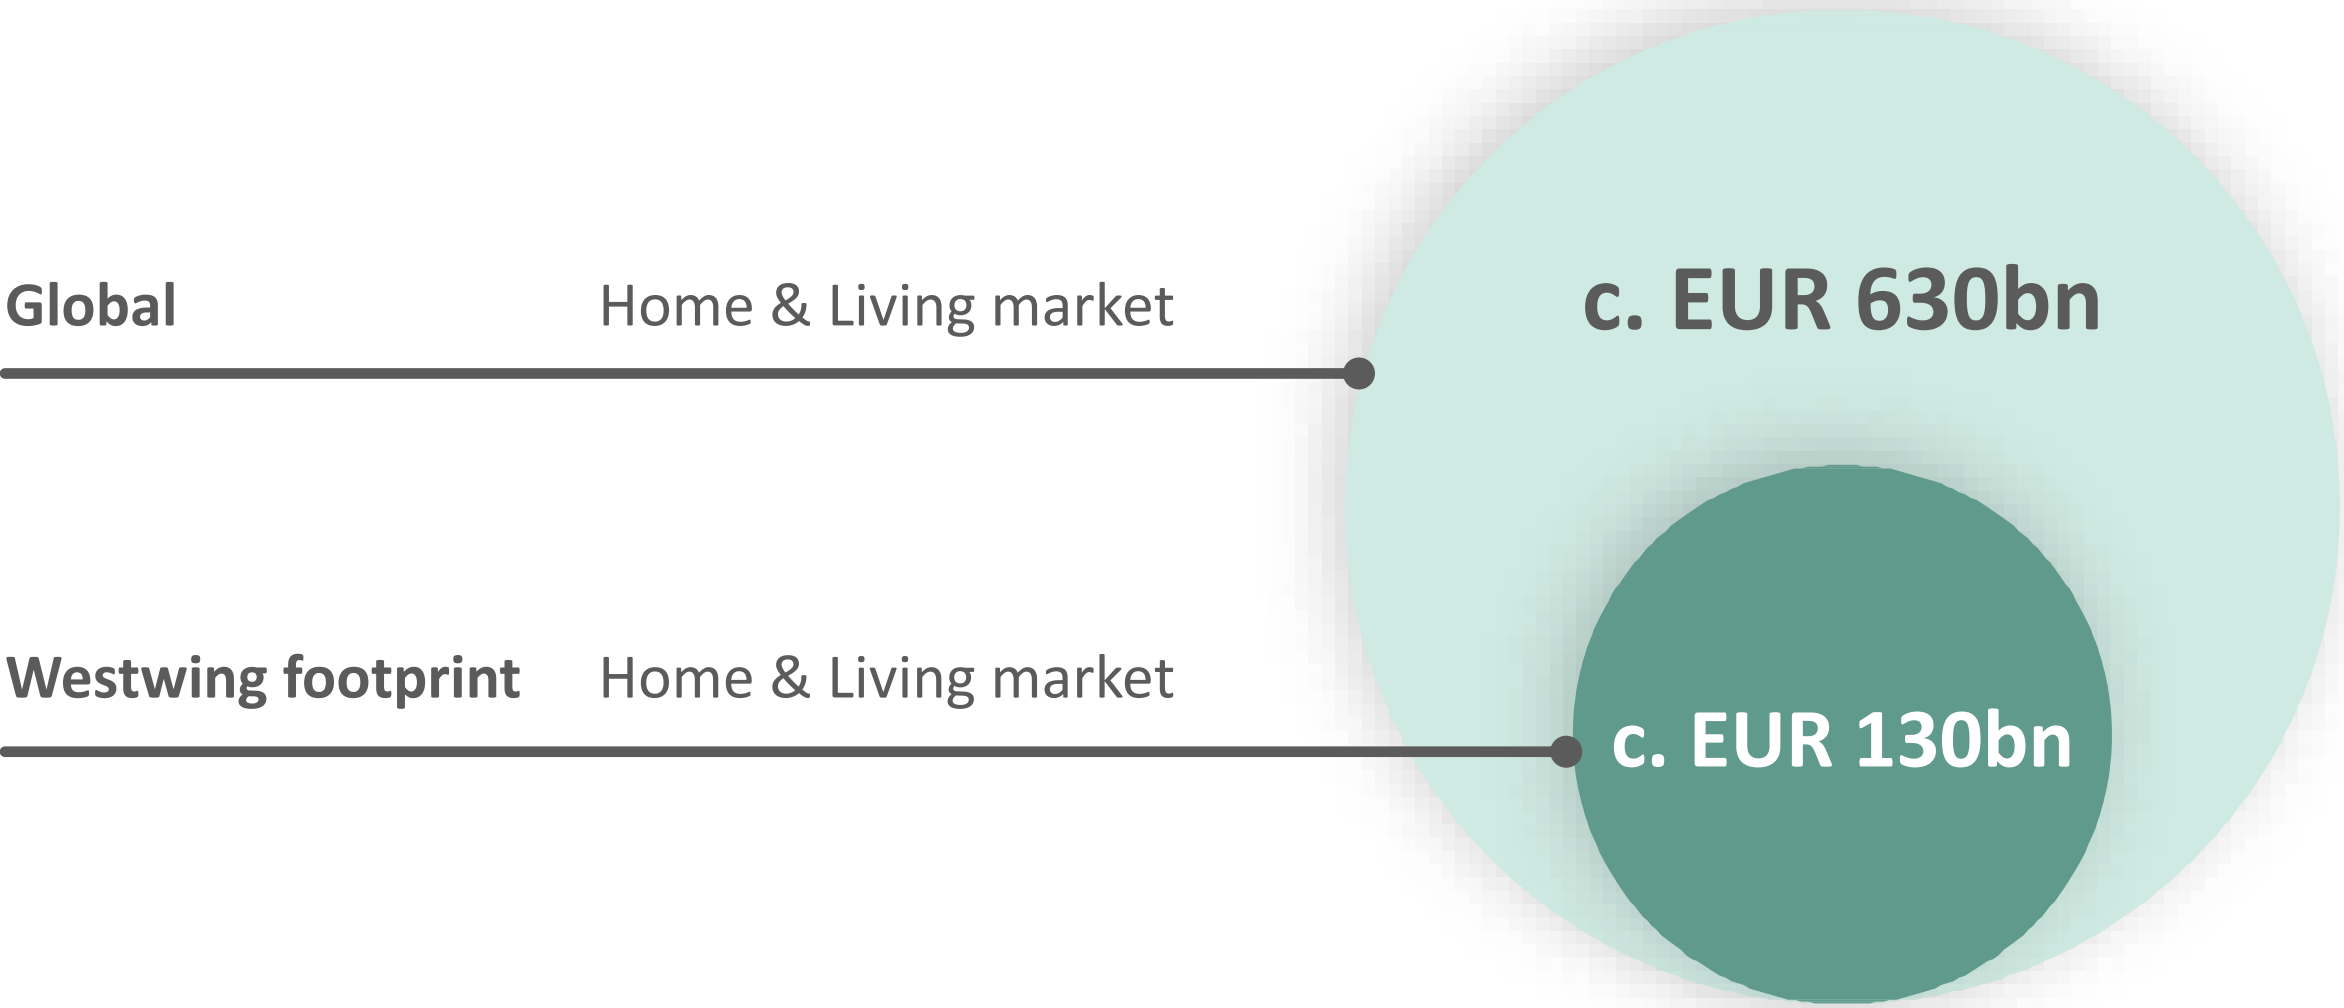 Global Home & Living market c. EUR 630bn
Westwing footprint Home & Living market c. EUR 130bn